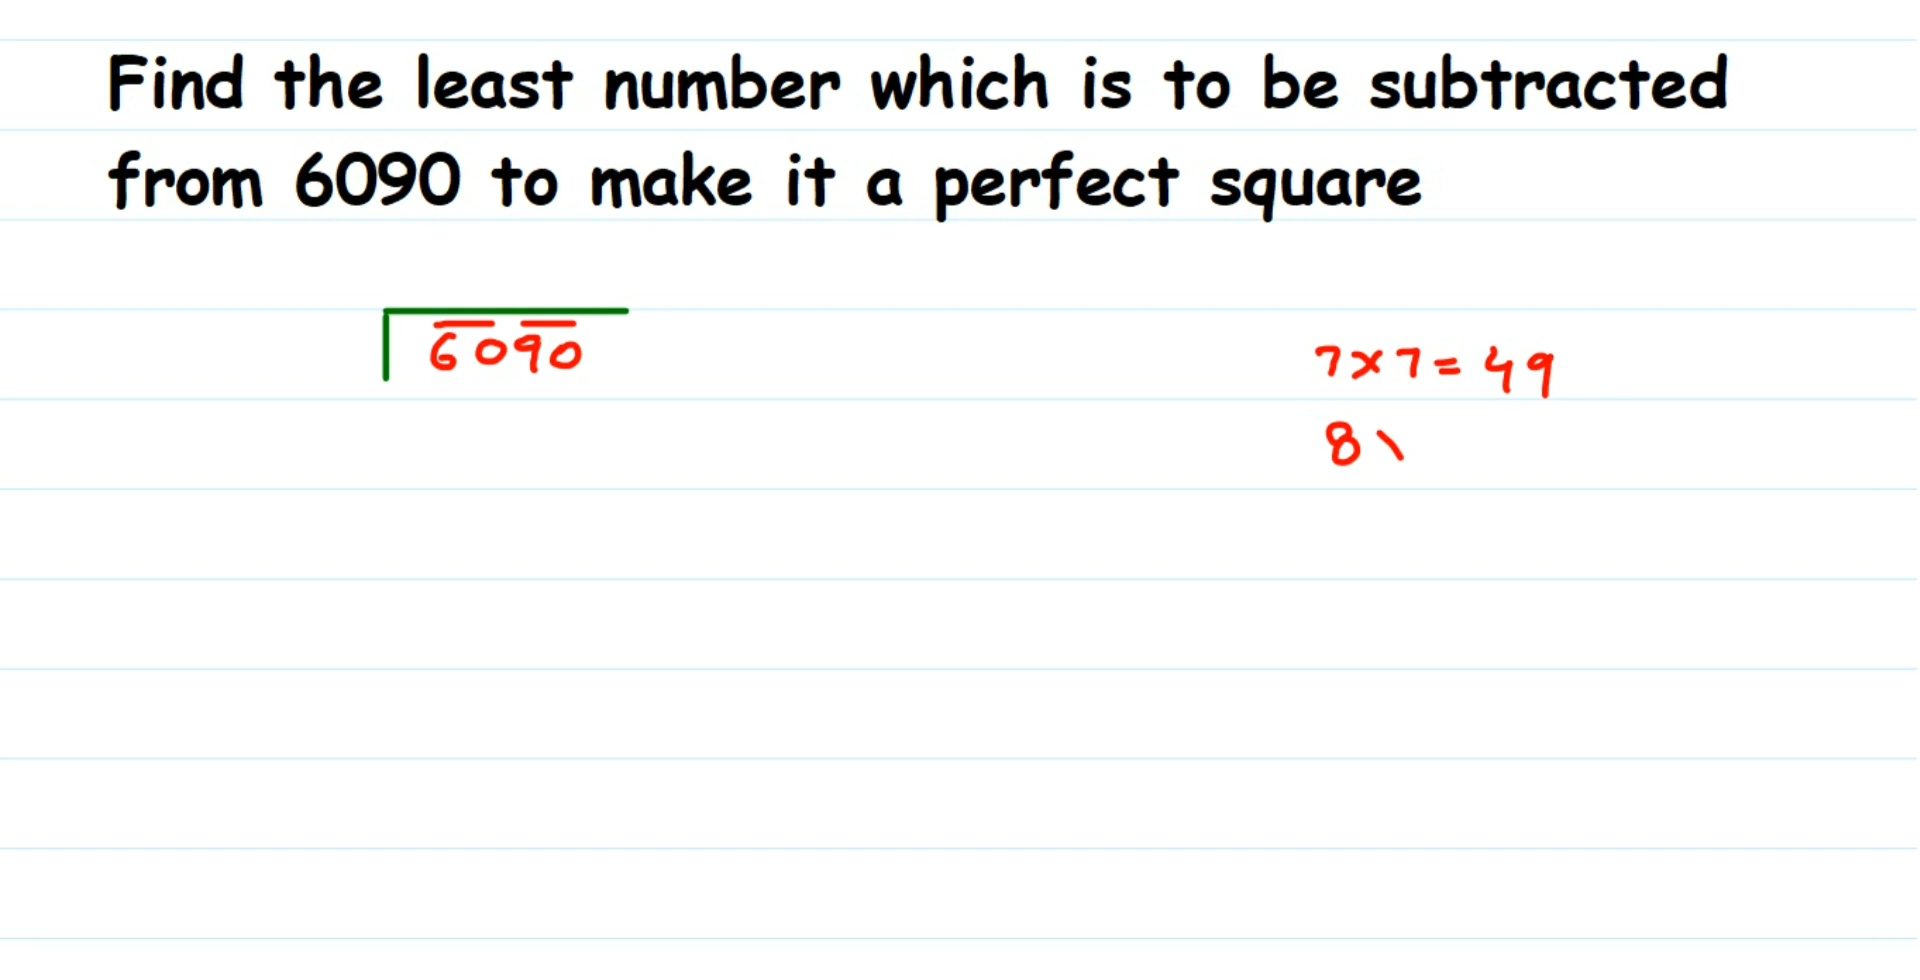 Find the least number which is to be subtracted
from 6090 to make it a perfect square
6090
7×7=49
8